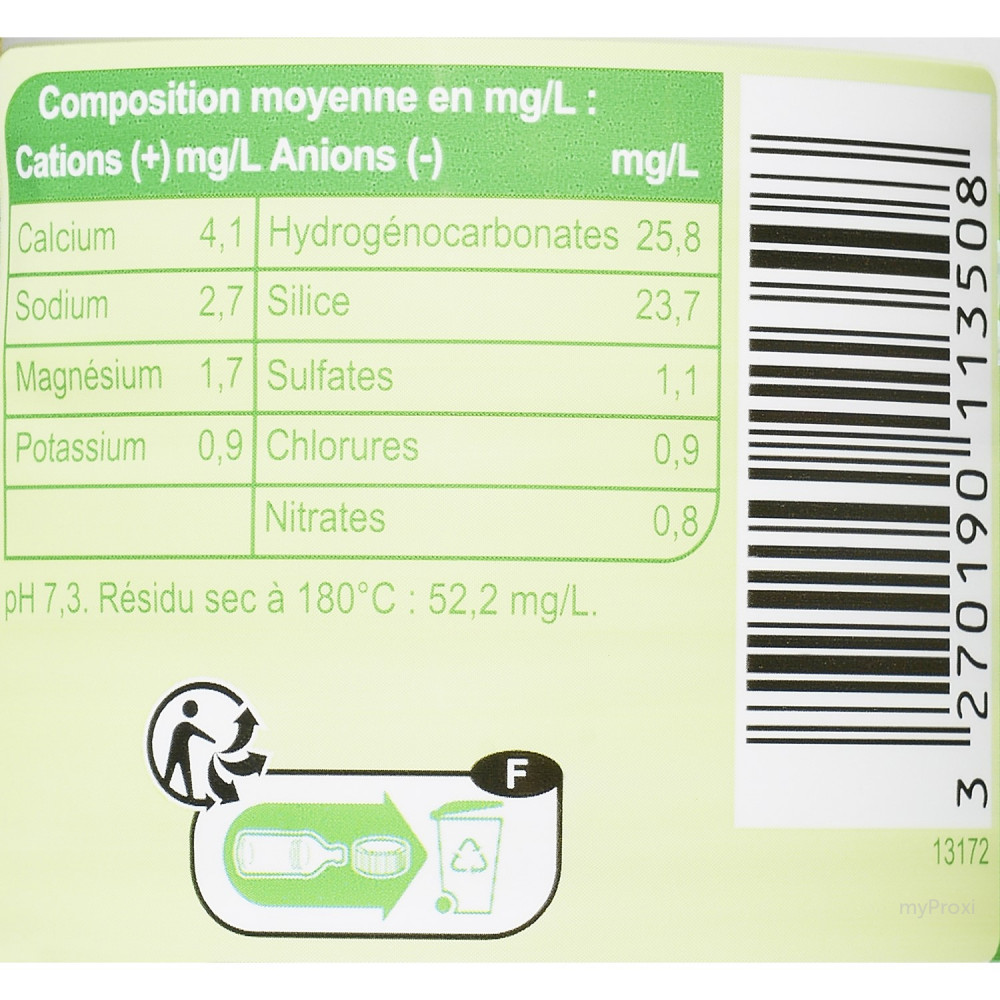 Composition moyenne en mg/L :
Cations (+) mg/L Anions (-) mg/L
Calcium 4,1 Hydrogénocarbonates 25,8
Sodium 2,7 Silice 23,7
Magnésium 1,7 Sulfates 1,1
Potassium 0,9 Chlorures 0,9
Nitrates 0,8
pH 7,3. Résidu sec à 180°C : 52,2 mg/L.
F
3 270190 113508
13172
myProxi